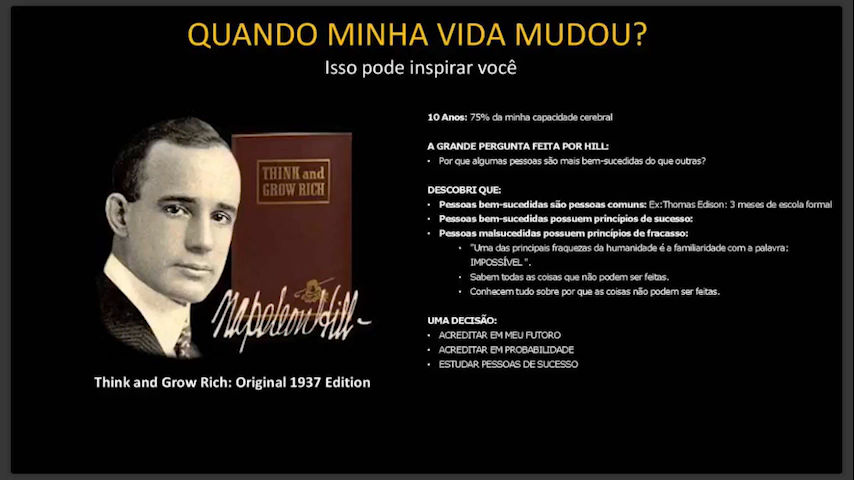 QUANDO MINHA VIDA MUDOU?
Isso pode inspirar você
THINK and
GROW RICH
Napoleon Hill
Think and Grow Rich: Original 1937 Edition
10 Anos: 75% da minha capacidade cerebral
A GRANDE PERGUNTA FEITA POR HILL:
• Por que algumas pessoas são mais bem-sucedidas do que outras?
DESCOBRI QUE:
• Pessoas bem-sucedidas são pessoas comuns: Ex:Thomas Edison: 3 meses de escola formal
• Pessoas bem-sucedidas possuem princípios de sucesso:
• Pessoas malsucedidas possuem princípios de fracasso:
• "Uma das principais fraquezas da humanidade é a familiaridade com a palavra:
IMPOSSÍVEL ".
• Sabem todas as coisas que não podem ser feitas.
• Conhecem tudo sobre por que as coisas não podem ser feitas.
UMA DECISÃO:
• ACREDITAR EM MEU FUTORO
• ACREDITAR EM PROBABILIDADE
• ESTUDAR PESSOAS DE SUCESSO